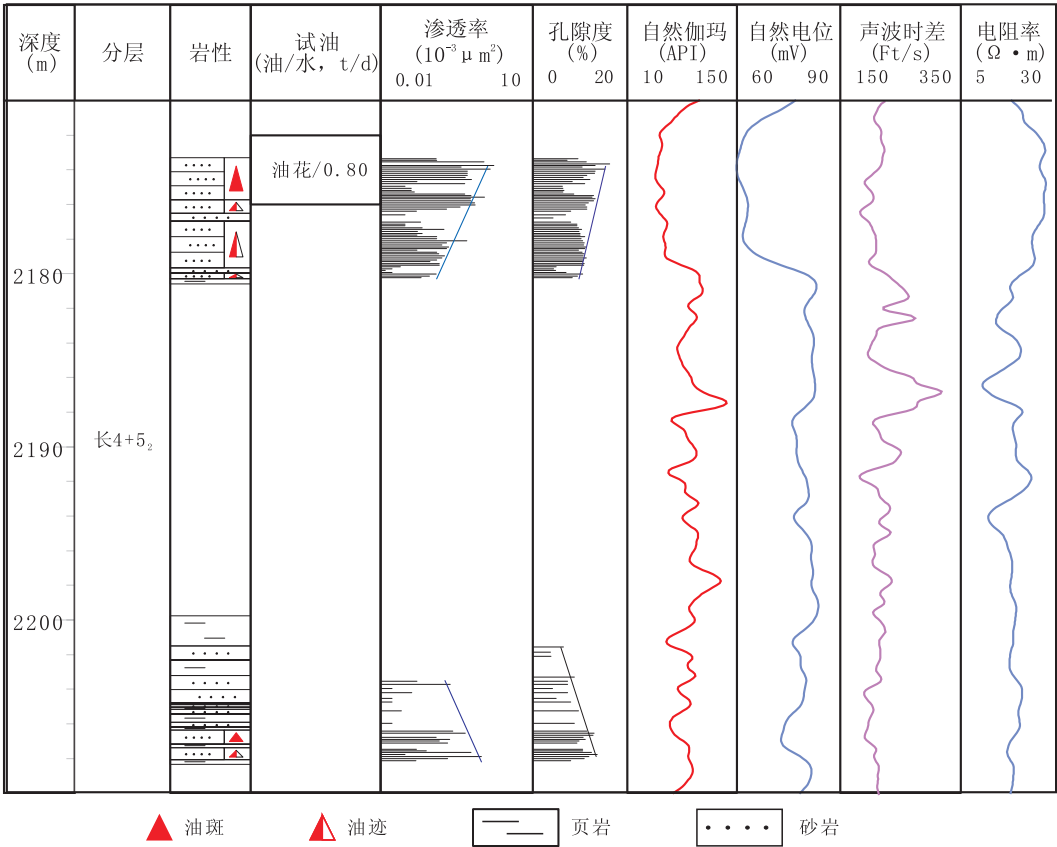 深度
(m)
分层
岩性
试油
(油/水, t/d)
渗透率
(10⁻³ μm²)
0.01 10
孔隙度
(%)
0 20
自然伽玛
(API)
10 150
自然电位
(mV)
60 90
声波时差
(Ft/s)
150 350
电阻率
(Ω·m)
5 30
油花/0.80
2180
长4+5₂
2190
2200
油斑
油迹
页岩
砂岩